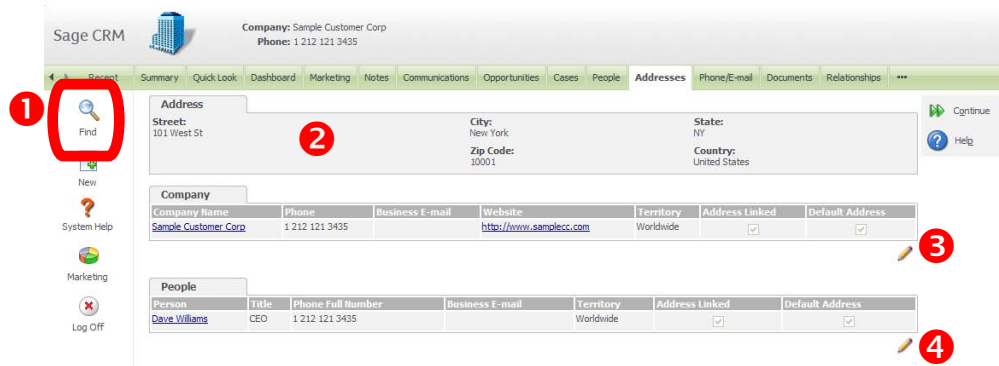 Sage CRM
Company: Sample Customer Corp
Phone: 1 212 121 3435
Recent Summary Quick Look Dashboard Marketing Notes Communications Opportunities Cases People Addresses Phone/E-mail Documents Relationships •••
1
Find
New
System Help
Marketing
Log Off
Address
Street: City: State:
101 West St New York NY
2
Zip Code: Country:
10001 United States
Company
Company Name Phone Business E-mail Website Territory Address Linked Default Address
Sample Customer Corp 1 212 121 3435 http://www.samplecc.com Worldwide
3
People
Person Title Phone Full Number Business E-mail Territory Address Linked Default Address
Dave Williams CEO 1 212 121 3435 Worldwide
4
Continue
Help